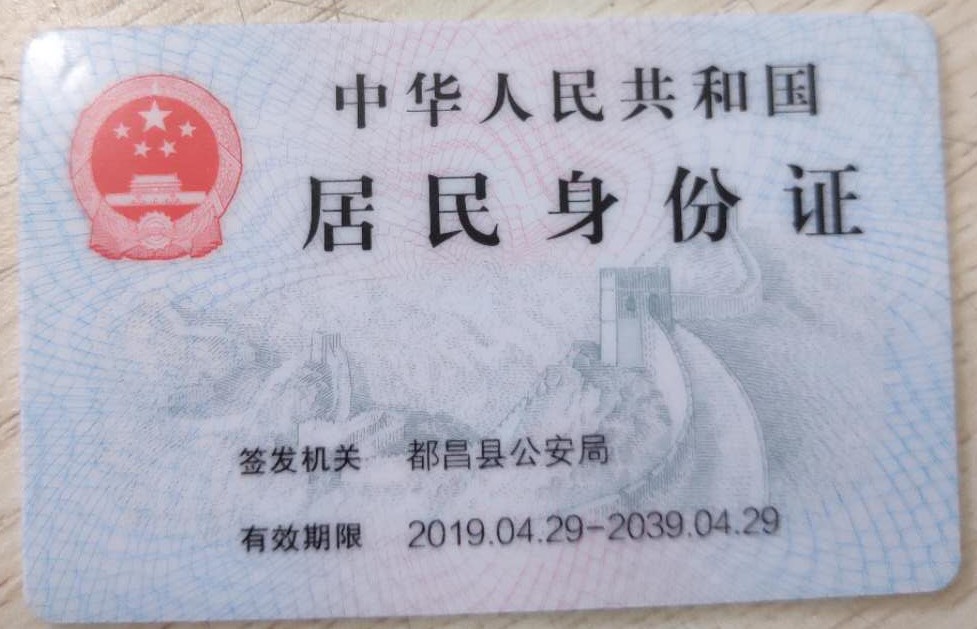 中华人民共和国
居民身份证
签发机关 都昌县公安局
有效期限 2019.04.29-2039.04.29